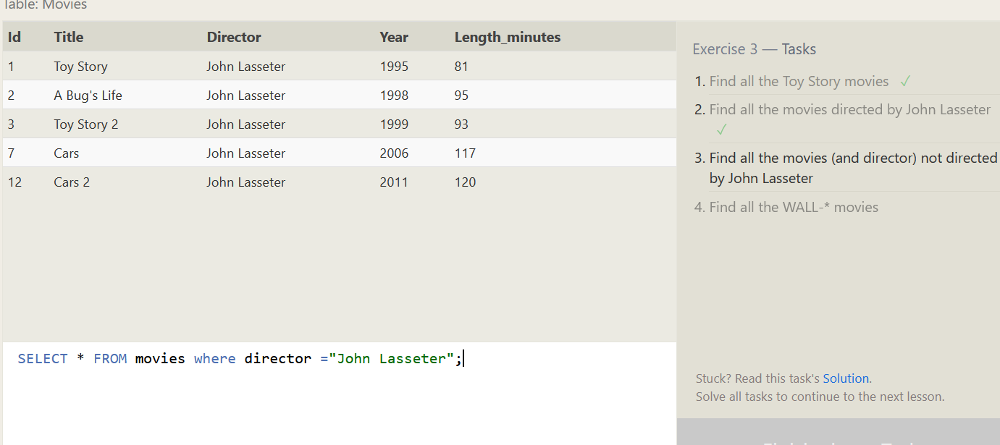 Table: Movies
Id Title Director Year Length_minutes
1 Toy Story John Lasseter 1995 81
2 A Bug's Life John Lasseter 1998 95
3 Toy Story 2 John Lasseter 1999 93
7 Cars John Lasseter 2006 117
12 Cars 2 John Lasseter 2011 120
SELECT * FROM movies where director ="John Lasseter";
Exercise 3 — Tasks
1. Find all the Toy Story movies ✓
2. Find all the movies directed by John Lasseter
✓
3. Find all the movies (and director) not directed
by John Lasseter
4. Find all the WALL-* movies
Stuck? Read this task's Solution.
Solve all tasks to continue to the next lesson.